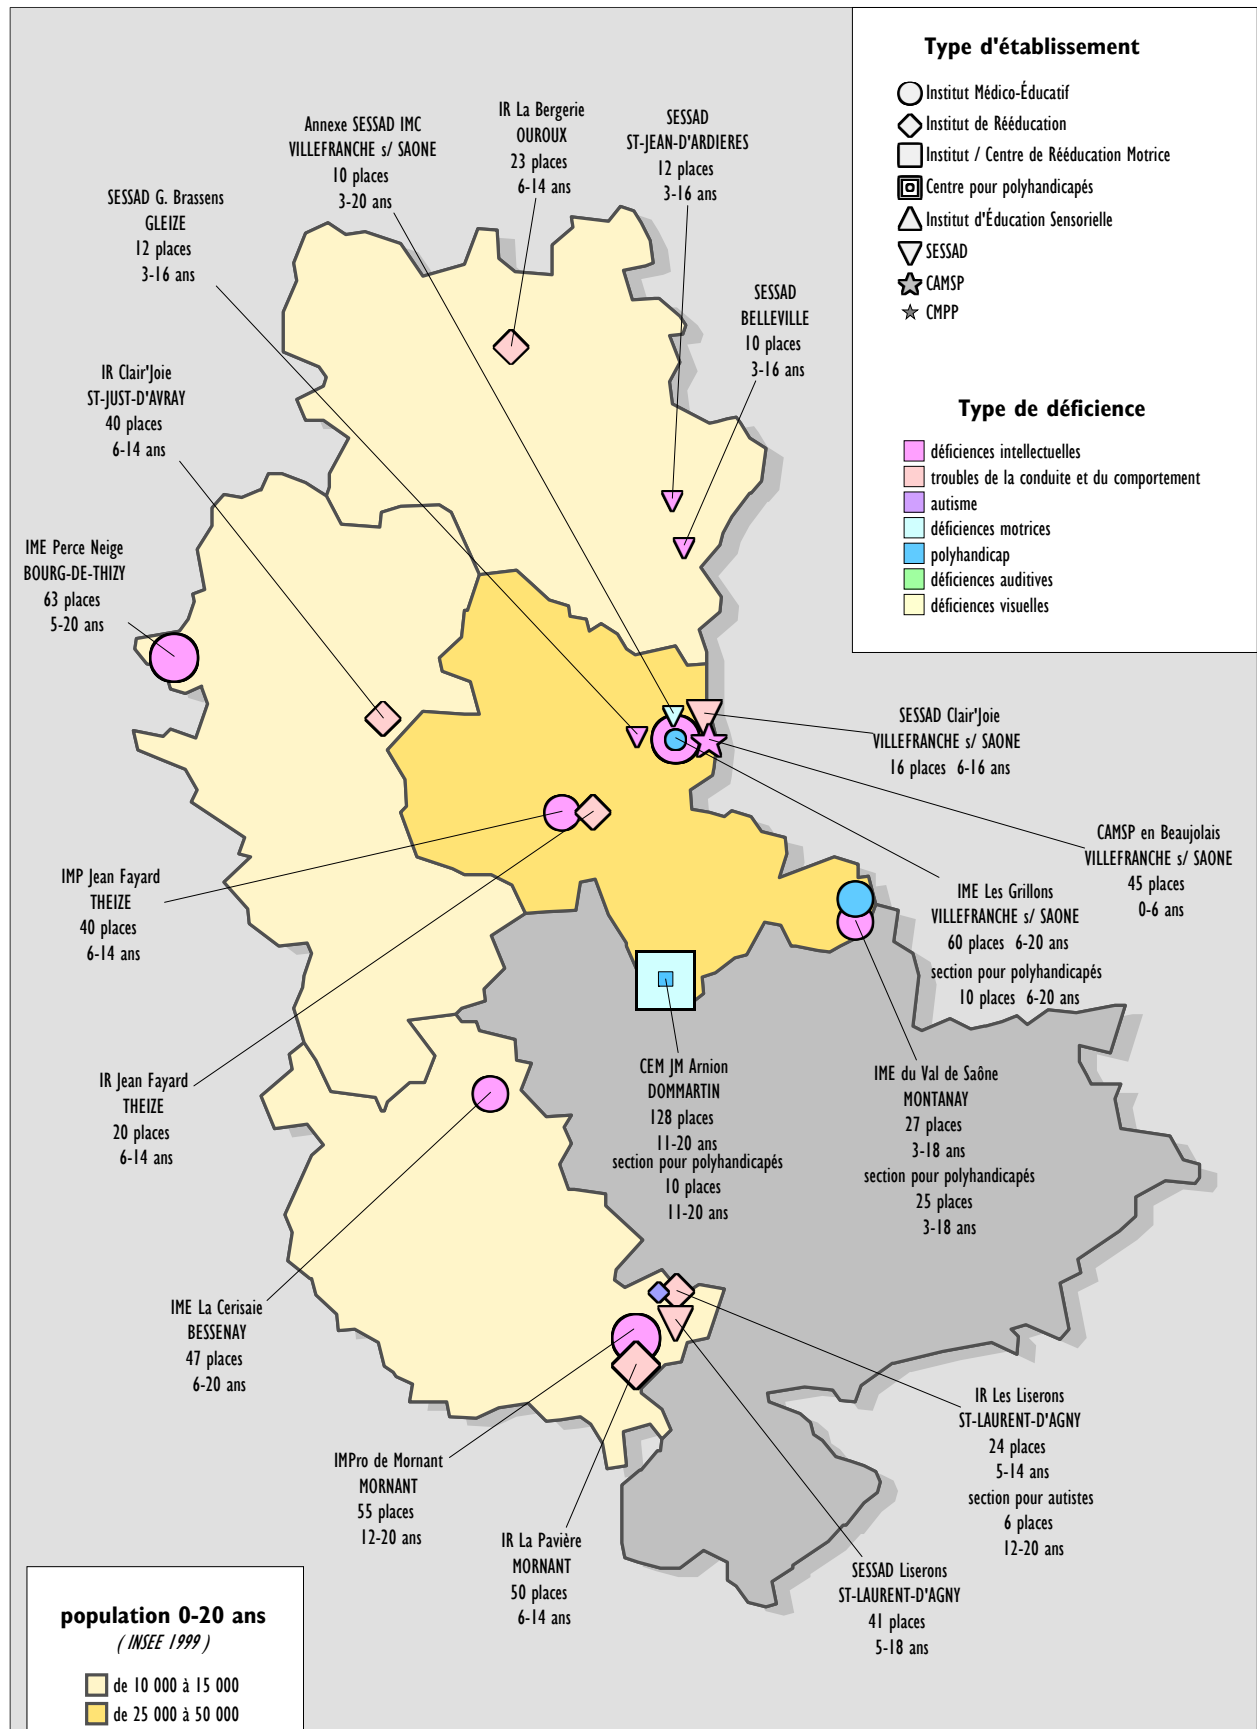 Type d'établissement
Institut Médico-Éducatif
Institut de Rééducation
Institut / Centre de Rééducation Motrice
Centre pour polyhandicapés
Institut d'Éducation Sensorielle
SESSAD
CAMSP
CMPP
Type de déficience
déficiences intellectuelles
troubles de la conduite et du comportement
autisme
déficiences motrices
polyhandicap
déficiences auditives
déficiences visuelles
IR La Bergerie
OUROUX
23 places
6-14 ans
SESSAD
ST-JEAN-D'ARDIERES
12 places
3-16 ans
Annexe SESSAD IMC
VILLEFRANCHE s/ SAONE
10 places
3-20 ans
SESSAD G. Brassens
GLEIZE
12 places
3-16 ans
SESSAD
BELLEVILLE
10 places
3-16 ans
IR Clair'Joie
ST-JUST-D'AVRAY
40 places
6-14 ans
IME Perce Neige
BOURG-DE-THIZY
63 places
5-20 ans
SESSAD Clair'Joie
VILLEFRANCHE s/ SAONE
16 places 6-16 ans
CAMSP en Beaujolais
VILLEFRANCHE s/ SAONE
45 places
0-6 ans
IMP Jean Fayard
THEIZE
40 places
6-14 ans
IME Les Grillons
VILLEFRANCHE s/ SAONE
60 places 6-20 ans
section pour polyhandicapés
10 places 6-20 ans
IR Jean Fayard
THEIZE
20 places
6-14 ans
CEM JM Arnion
DOMMARTIN
128 places
11-20 ans
section pour polyhandicapés
10 places
11-20 ans
IME du Val de Saône
MONTANAY
27 places
3-18 ans
section pour polyhandicapés
25 places
3-18 ans
IME La Cerisaie
BESSENAY
47 places
6-20 ans
IR Les Liserons
ST-LAURENT-D'AGNY
24 places
5-14 ans
section pour autistes
6 places
12-20 ans
IMPro de Mornant
MORNANT
55 places
12-20 ans
IR La Pavière
MORNANT
50 places
6-14 ans
SESSAD Liserons
ST-LAURENT-D'AGNY
41 places
5-18 ans
population 0-20 ans
( INSEE 1999 )
de 10 000 à 15 000
de 25 000 à 50 000